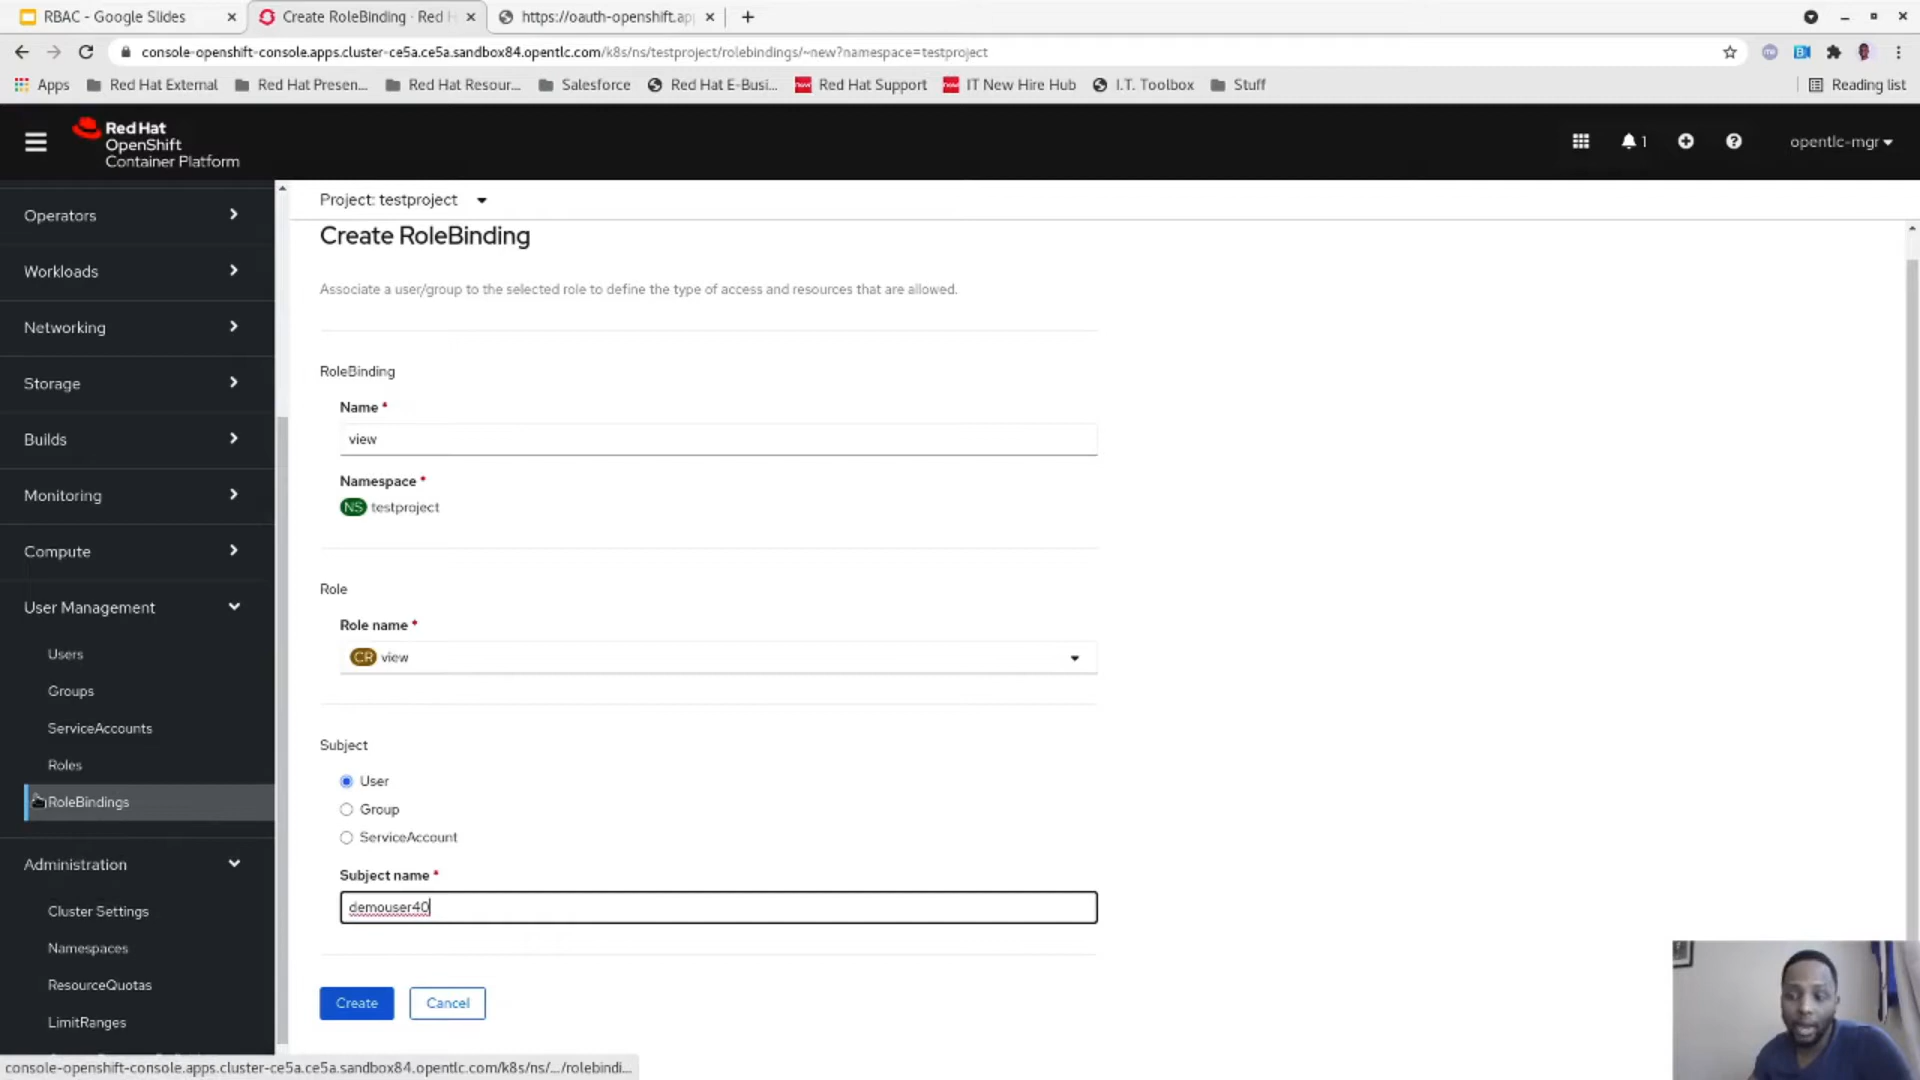 RBAC - Google Slides
Create RoleBinding · Red H
https://oauth-openshift.ap
console-openshift-console.apps.cluster-ce5a.ce5a.sandbox84.opentlc.com/k8s/ns/testproject/rolebindings/~new?namespace=testproject
Apps
Red Hat External
Red Hat Presen...
Red Hat Resour...
Salesforce
Red Hat E-Busi...
Red Hat Support
IT New Hire Hub
I.T. Toolbox
Stuff
Reading list
Red Hat
OpenShift
Container Platform
1
opentlc-mgr
Operators
Workloads
Networking
Storage
Builds
Monitoring
Compute
User Management
Users
Groups
ServiceAccounts
Roles
RoleBindings
Administration
Cluster Settings
Namespaces
ResourceQuotas
LimitRanges
Project: testproject
Create RoleBinding
Associate a user/group to the selected role to define the type of access and resources that are allowed.
RoleBinding
Name *
view
Namespace *
NS testproject
Role
Role name *
CR view
Subject
User
Group
ServiceAccount
Subject name *
demouser40
Create
Cancel
console-openshift-console.apps.cluster-ce5a.ce5a.sandbox84.opentlc.com/k8s/ns/.../rolebindi...